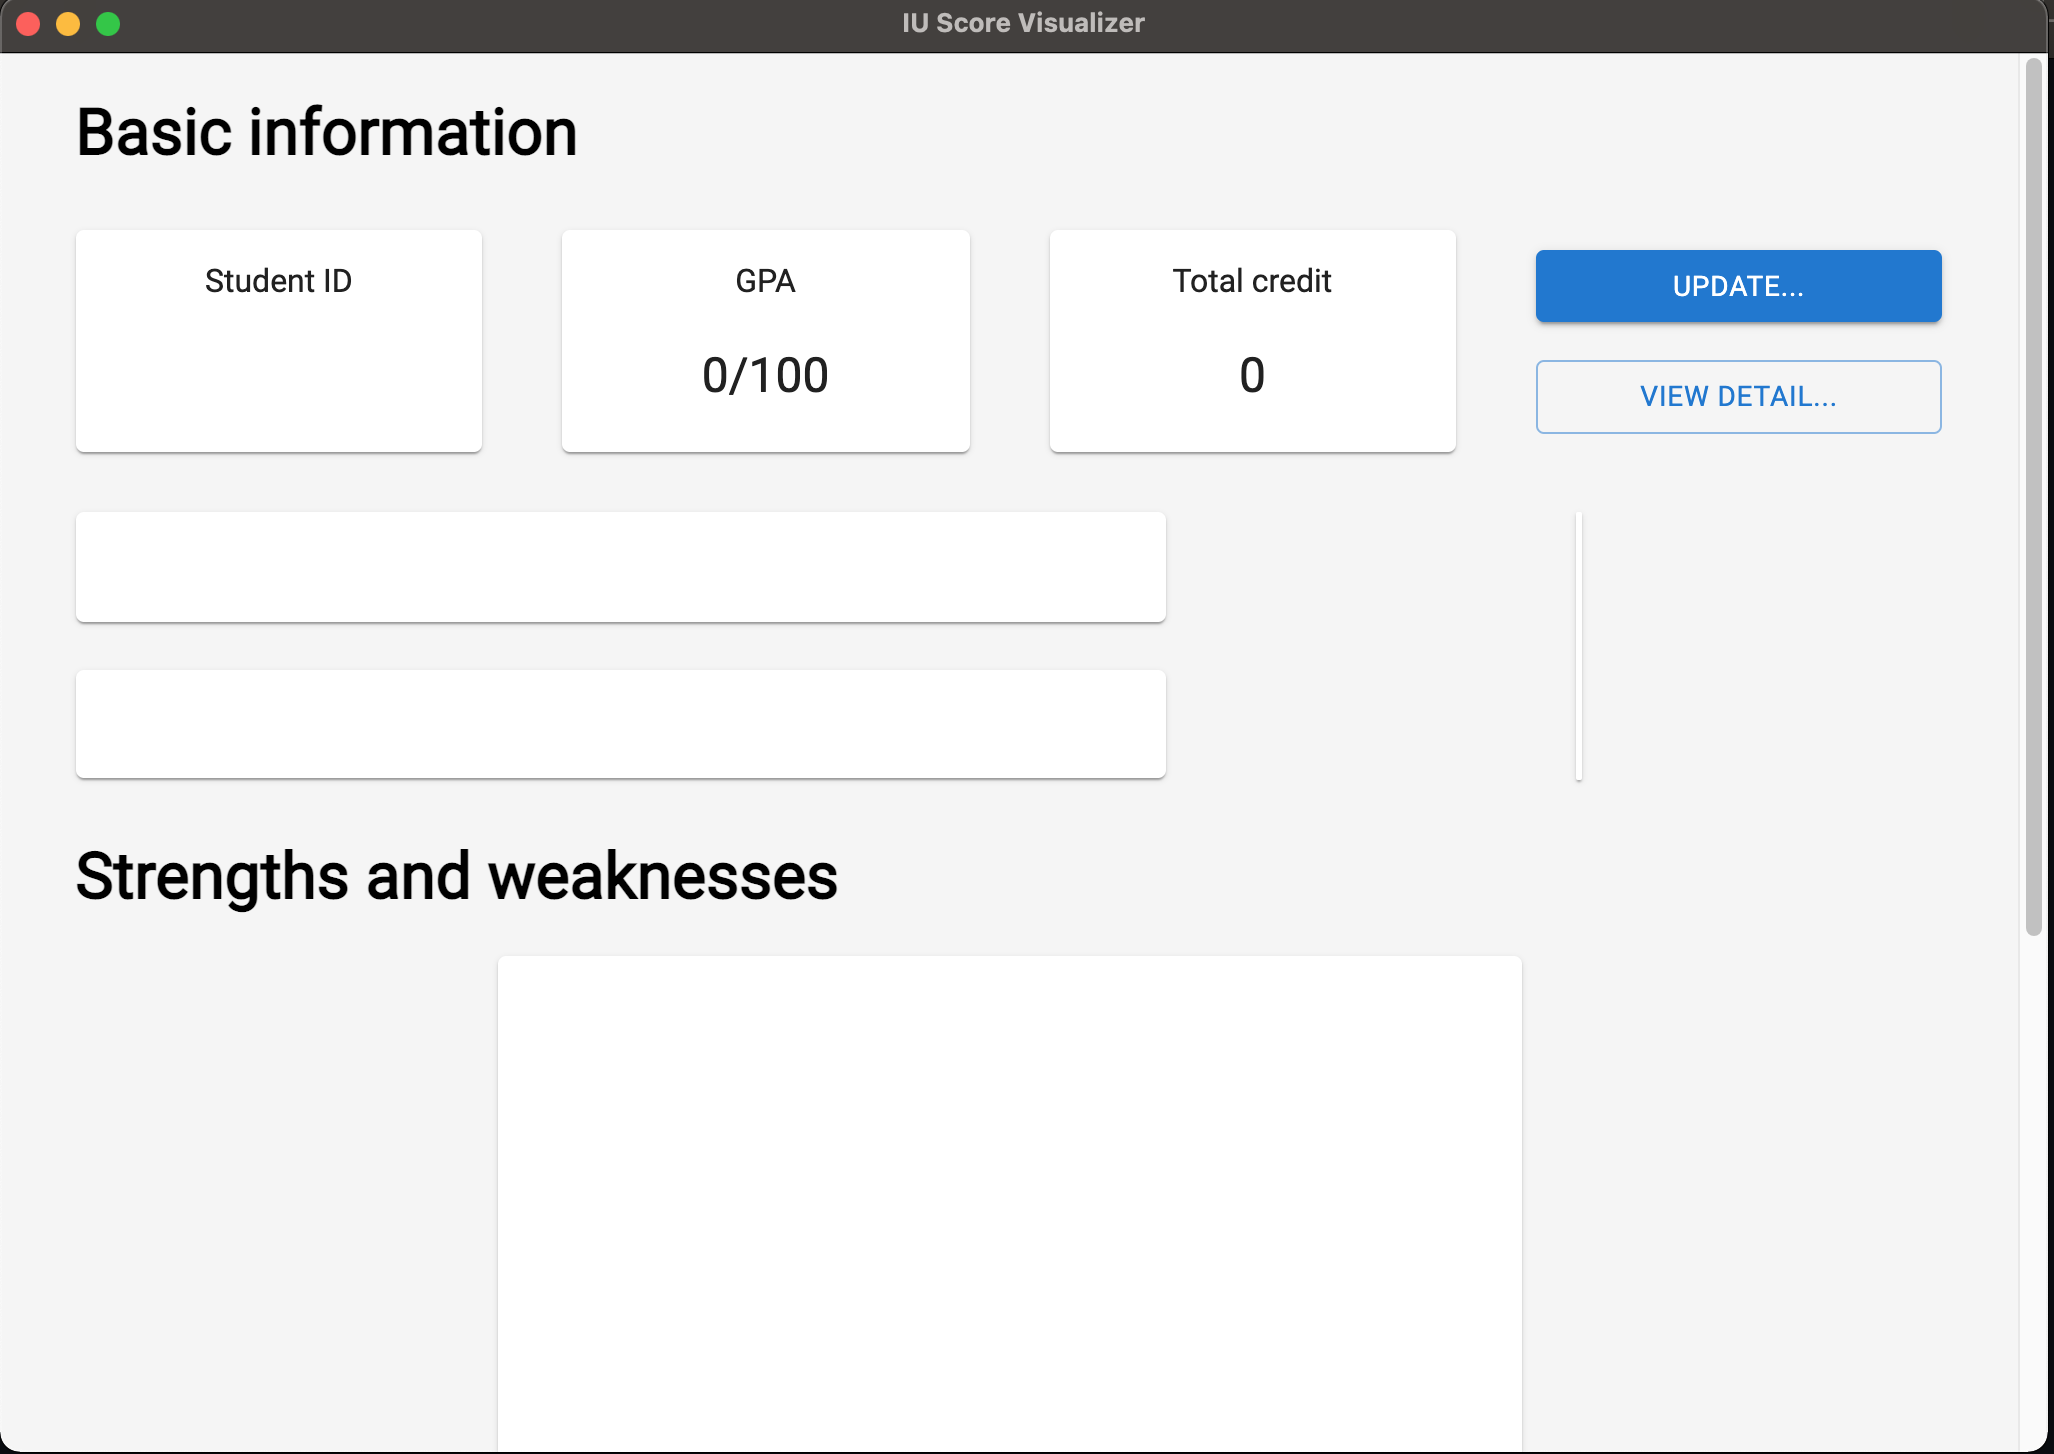 IU Score Visualizer
Basic information
Student ID
GPA
0/100
Total credit
0
UPDATE...
VIEW DETAIL...
Strengths and weaknesses